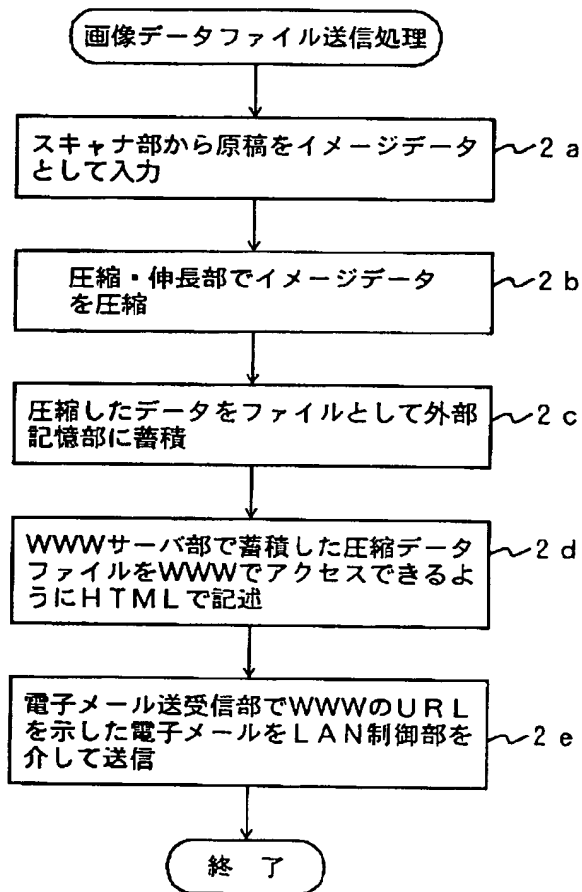 画像データファイル送信処理
スキャナ部から原稿をイメージデータ
として入力
2a
圧縮・伸長部でイメージデータ
を圧縮
2b
圧縮したデータをファイルとして外部
記憶部に蓄積
2c
WWWサーバ部で蓄積した圧縮データ
ファイルをWWWでアクセスできるよ
うにHTMLで記述
2d
電子メール送受信部でWWWのURL
を示した電子メールをLAN制御部を
介して送信
2e
終 了